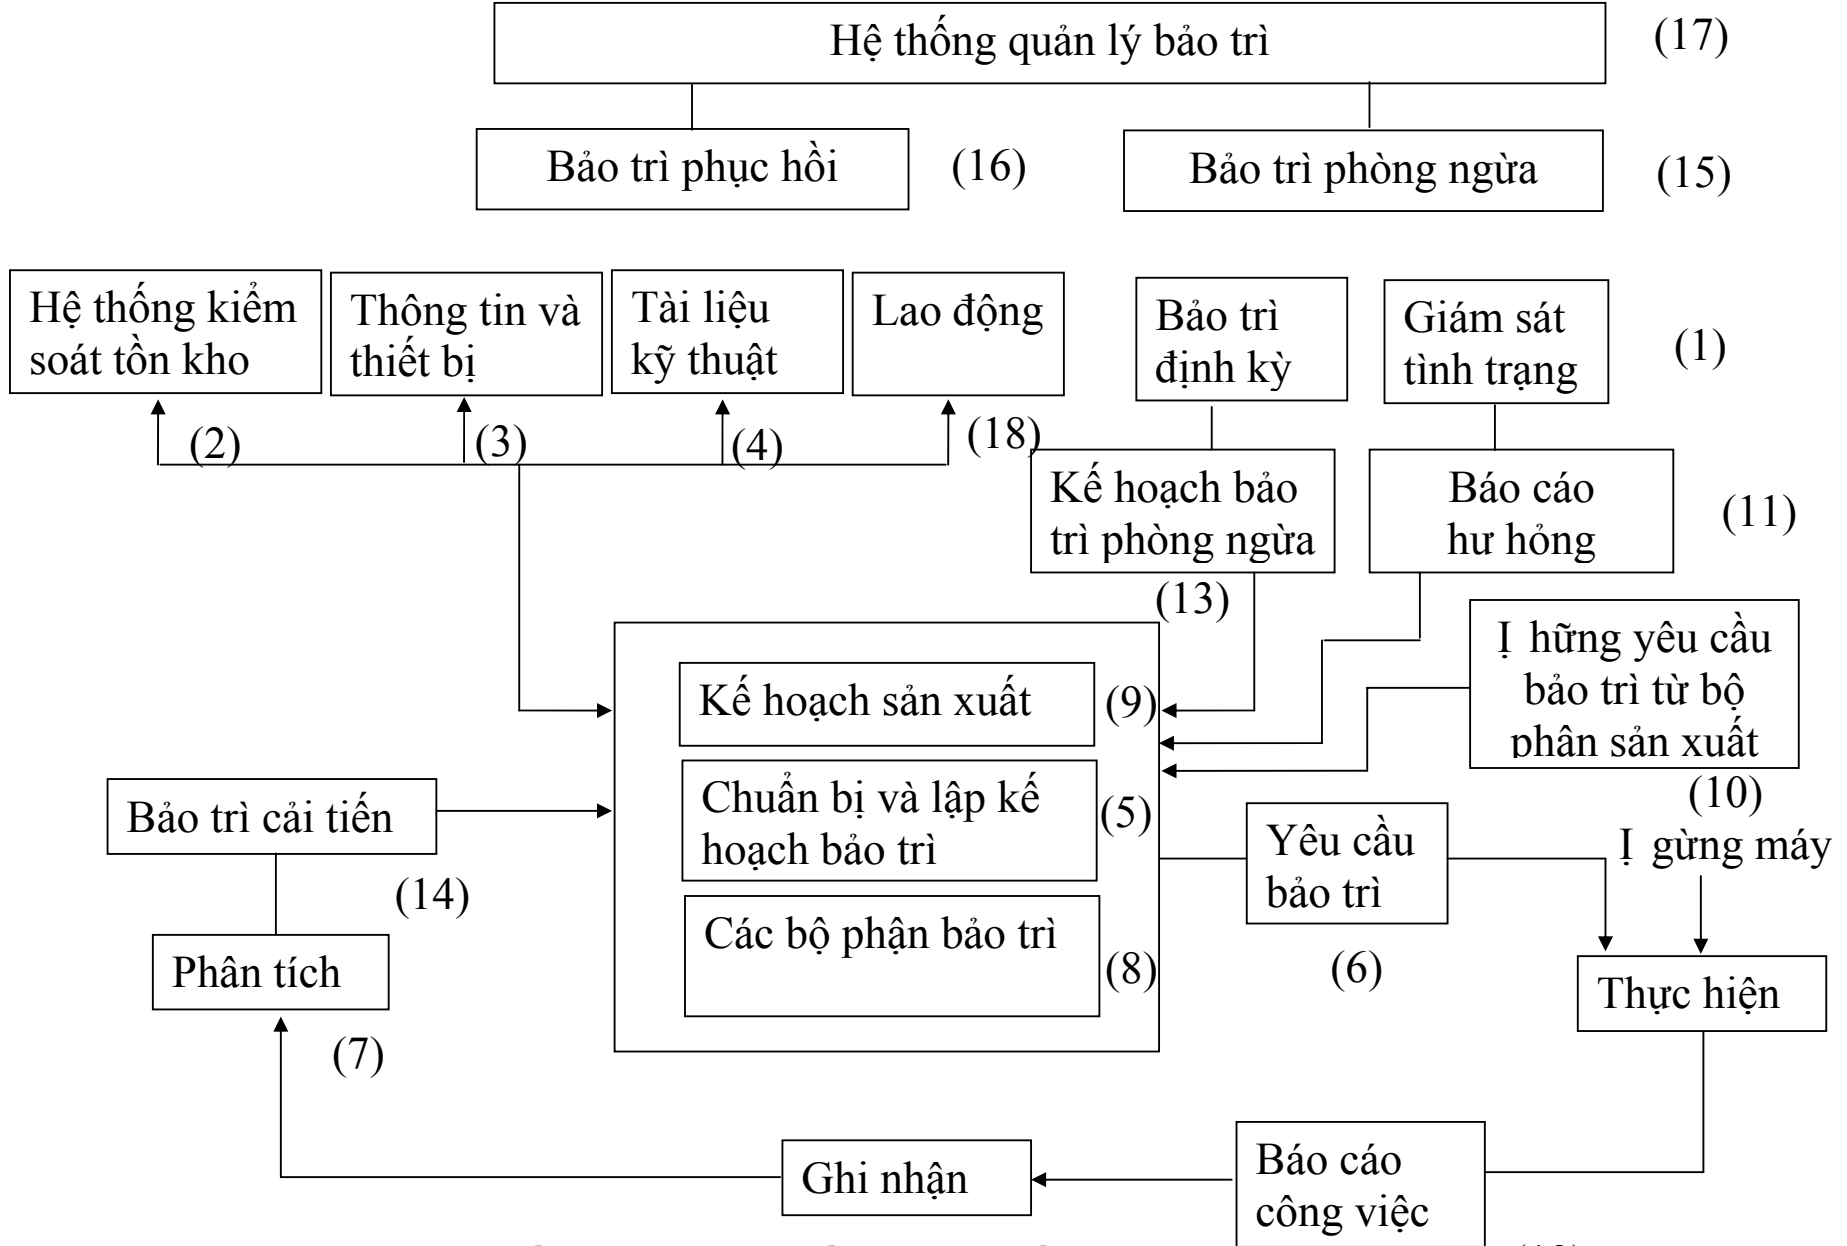 Hệ thống quản lý bảo trì
(17)
Bảo trì phục hồi
(16)
Bảo trì phòng ngừa
(15)
Hệ thống kiểm
soát tồn kho
Thông tin và
thiết bị
Tài liệu
kỹ thuật
Lao động
Bảo trì
định kỳ
Giám sát
tình trạng
(1)
(2)
(3)
(4)
(18)
Kế hoạch bảo
trì phòng ngừa
Báo cáo
hư hỏng
(11)
(13)
Ị hững yêu cầu
bảo trì từ bộ
phân sản xuất
(10)
Kế hoạch sản xuất
(9)
Chuẩn bị và lập kế
hoạch bảo trì
(5)
Các bộ phận bảo trì
(8)
Bảo trì cải tiến
(14)
Phân tích
(7)
Yêu cầu
bảo trì
(6)
Ị gừng máy
Thực hiện
Ghi nhận
Báo cáo
công việc